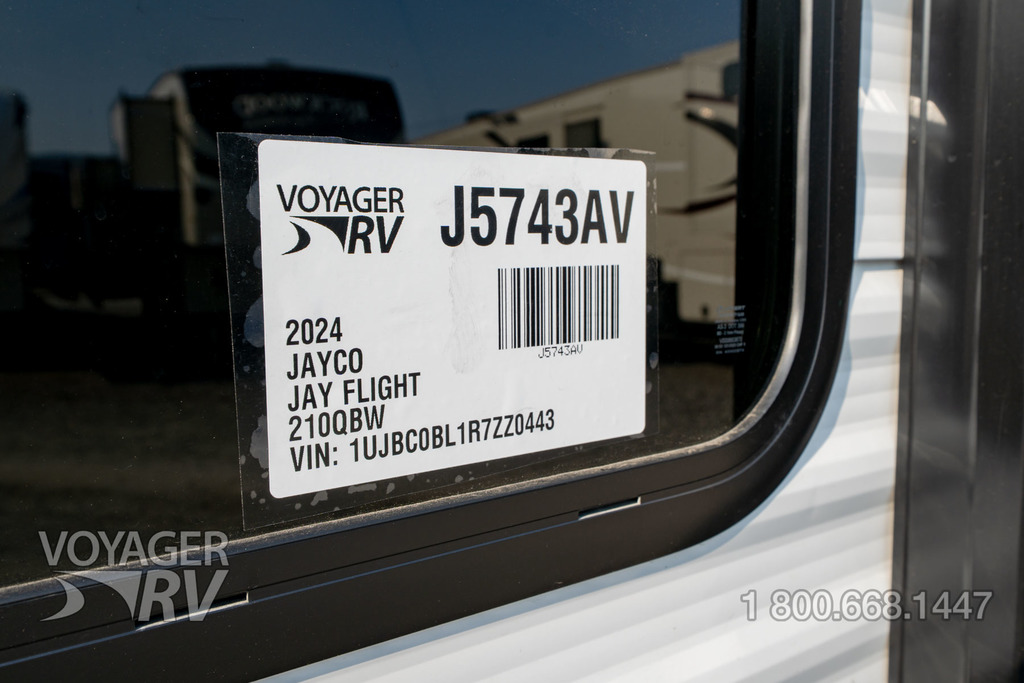 VOYAGER
RV
J5743AV
J5743AV
2024
JAYCO
JAY FLIGHT
210QBW
VIN: 1UJBC0BL1R7ZZ0443
VOYAGER
RV
1 800.668.1447